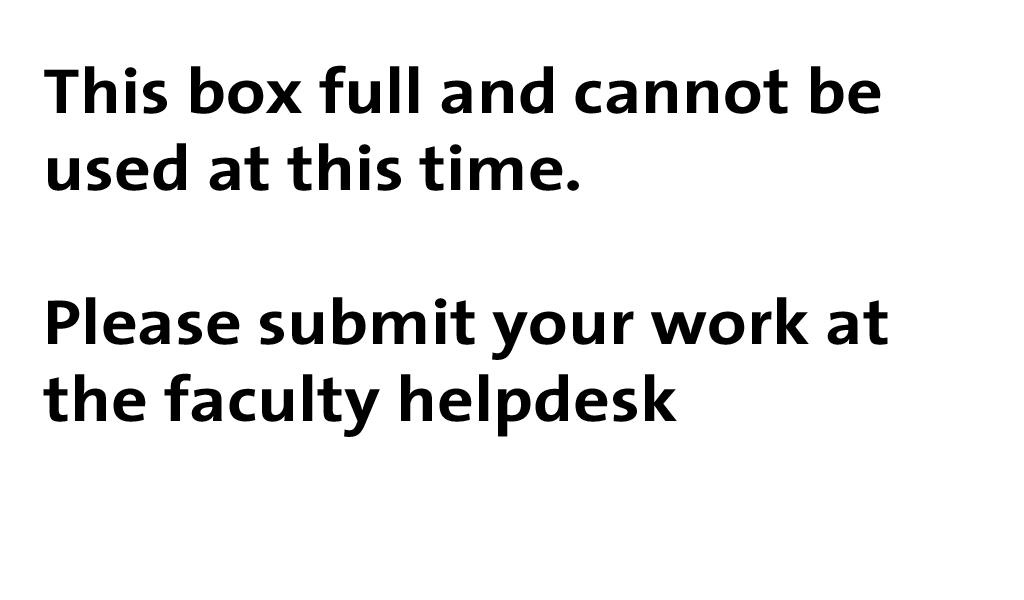 This box full and cannot be
used at this time.
Please submit your work at
the faculty helpdesk